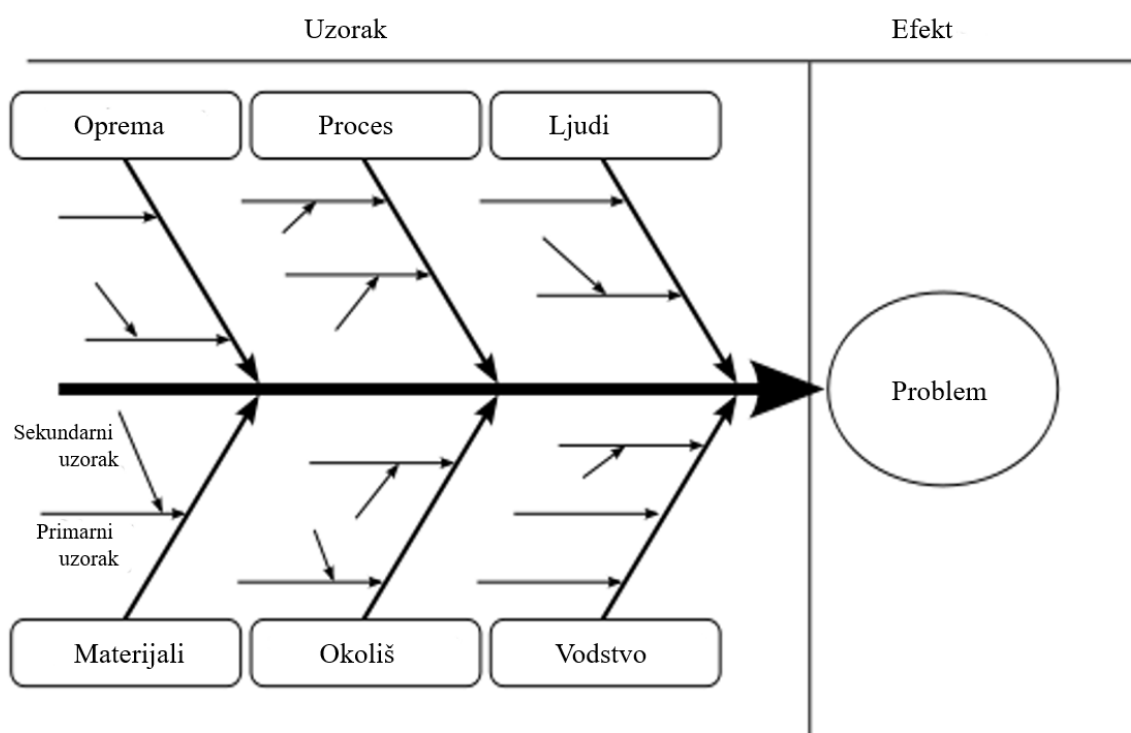 Uzorak
Efekt
Oprema
Proces
Ljudi
Problem
Sekundarni
uzorak
Primarni
uzorak
Materijali
Okoliš
Vodstvo